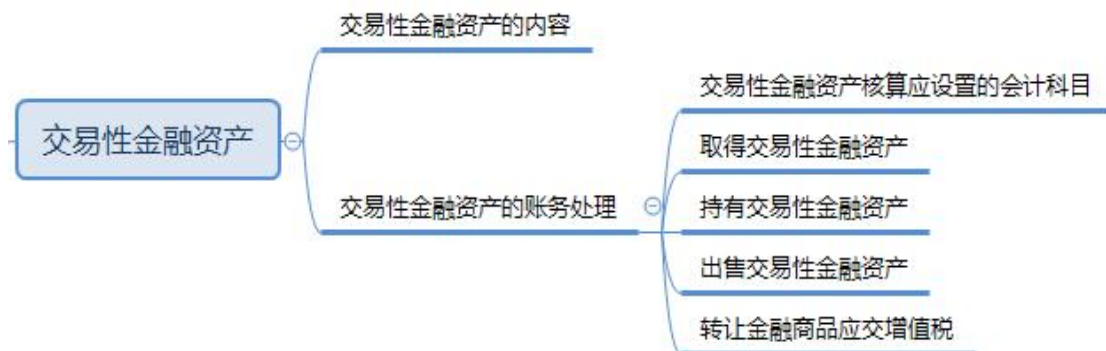 交易性金融资产
交易性金融资产的内容
交易性金融资产的账务处理
交易性金融资产核算应设置的会计科目
取得交易性金融资产
持有交易性金融资产
出售交易性金融资产
转让金融商品应交增值税